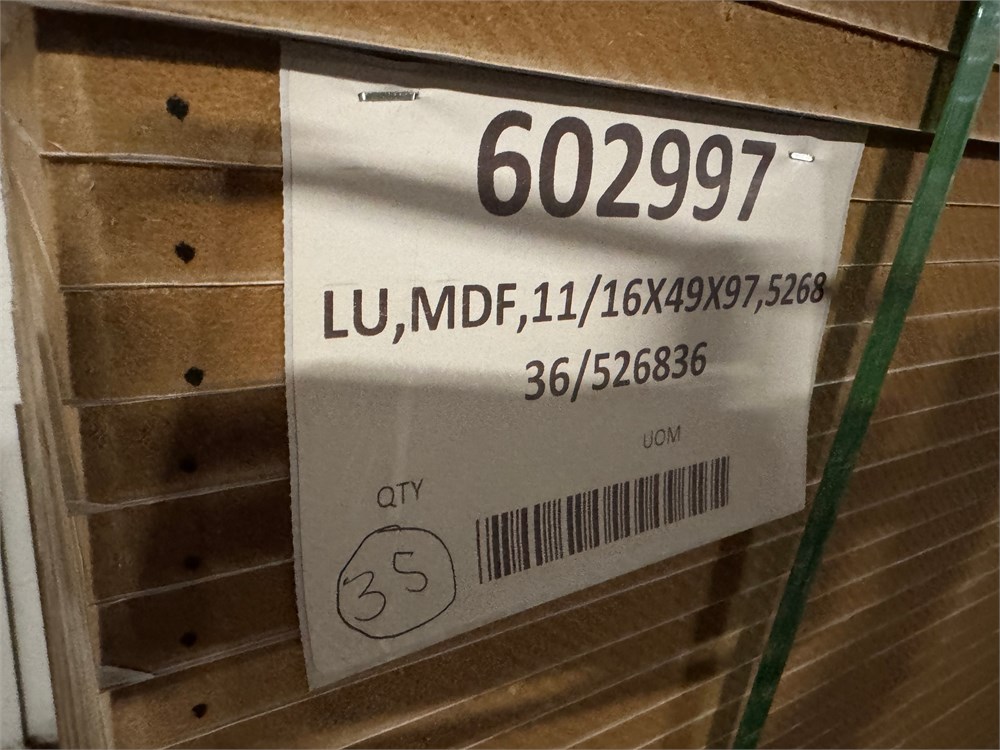 602997
LU,MDF,11/16X49X97,5268
36/526836
UOM
QTY
35